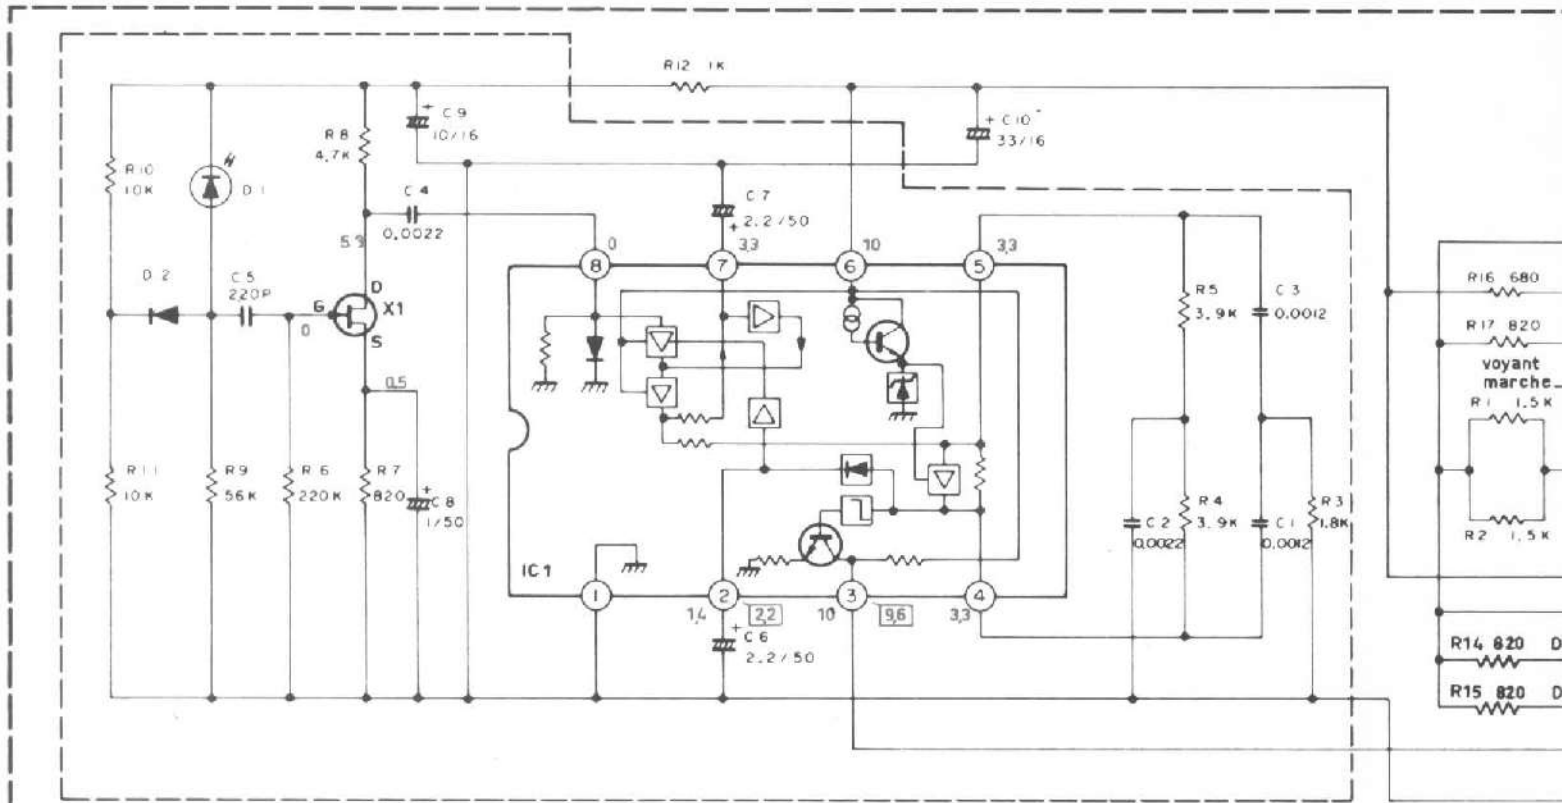 R12 1K
C9
10/16
C10
33/16
R8
4.7K
R10
10K
D1
C4
0.0022
C7
2.2/50
0
3,3
10
3,3
8
7
6
5
D2
C5
220P
D
G
X1
S
0
0,5
R5
3.9K
C3
0.0012
R16 680
R17 820
voyant
marche
R1 1.5K
R11
10K
R9
56K
R6
220K
R7
820
C8
1/50
C2
0.0022
R4
3.9K
C1
0.0012
R3
1.8K
R2 1.5K
IC1
1
2
3
4
1,4
2,2
10
9,6
3,3
C6
2.2/50
R14 820 D
R15 820 D